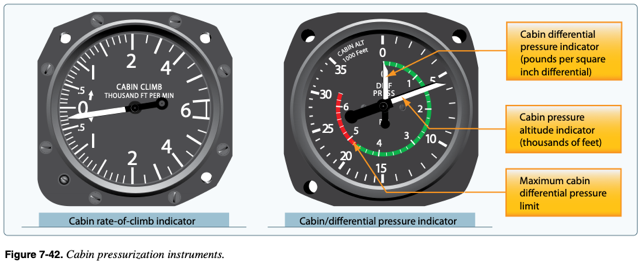 CABIN CLIMB
THOUSAND FT PER MIN
.5
1
2
4
6
.5
1
2
4
CABIN ALT
1000 Feet
0
5
10
15
20
25
30
35
DIFF
PRESS
0
1
2
3
4
5
6
Cabin differential
pressure indicator
(pounds per square
inch differential)
Cabin pressure
altitude indicator
(thousands of feet)
Maximum cabin
differential pressure
limit
Cabin rate-of-climb indicator
Cabin/differential pressure indicator
Figure 7-42. Cabin pressurization instruments.